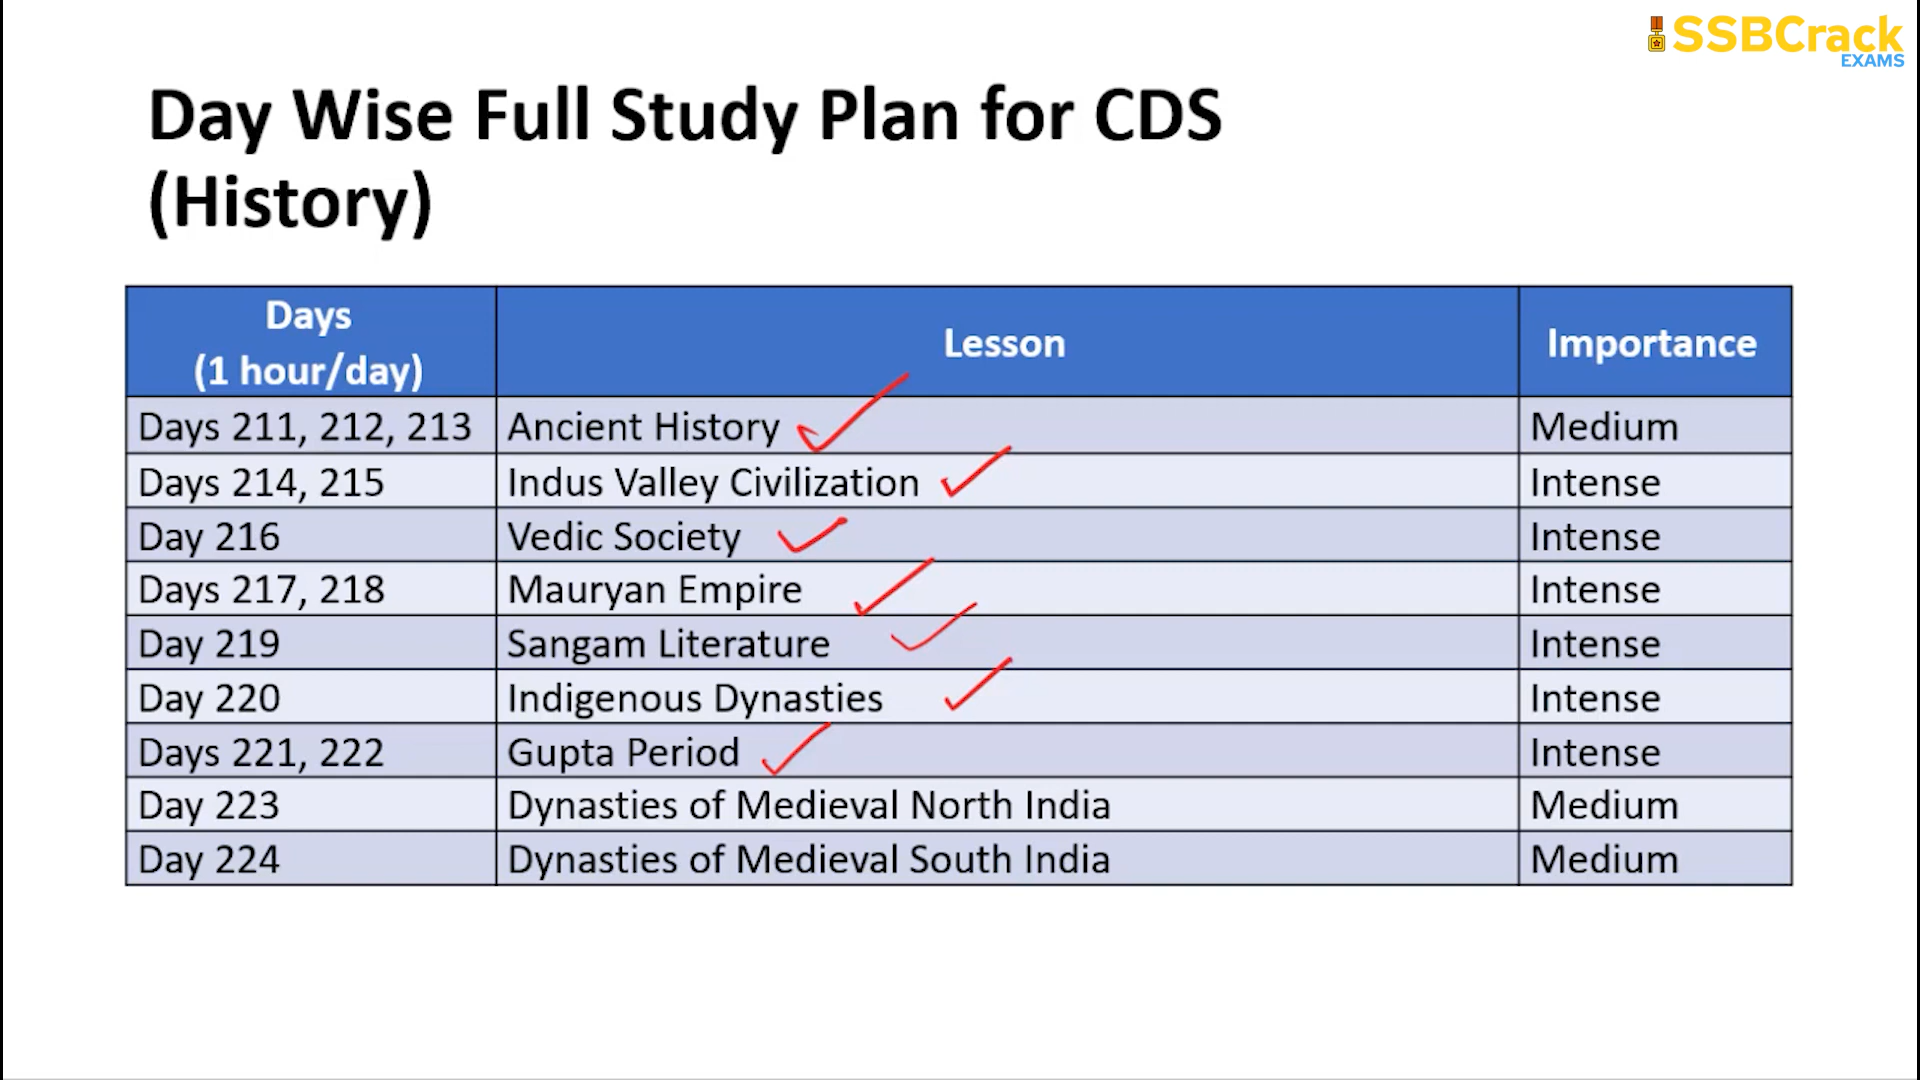 SSBCrack
EXAMS
Day Wise Full Study Plan for CDS
(History)
Days
(1 hour/day)
Lesson
Importance
Days 211, 212, 213 Ancient History Medium
Days 214, 215 Indus Valley Civilization Intense
Day 216 Vedic Society Intense
Days 217, 218 Mauryan Empire Intense
Day 219 Sangam Literature Intense
Day 220 Indigenous Dynasties Intense
Days 221, 222 Gupta Period Intense
Day 223 Dynasties of Medieval North India Medium
Day 224 Dynasties of Medieval South India Medium